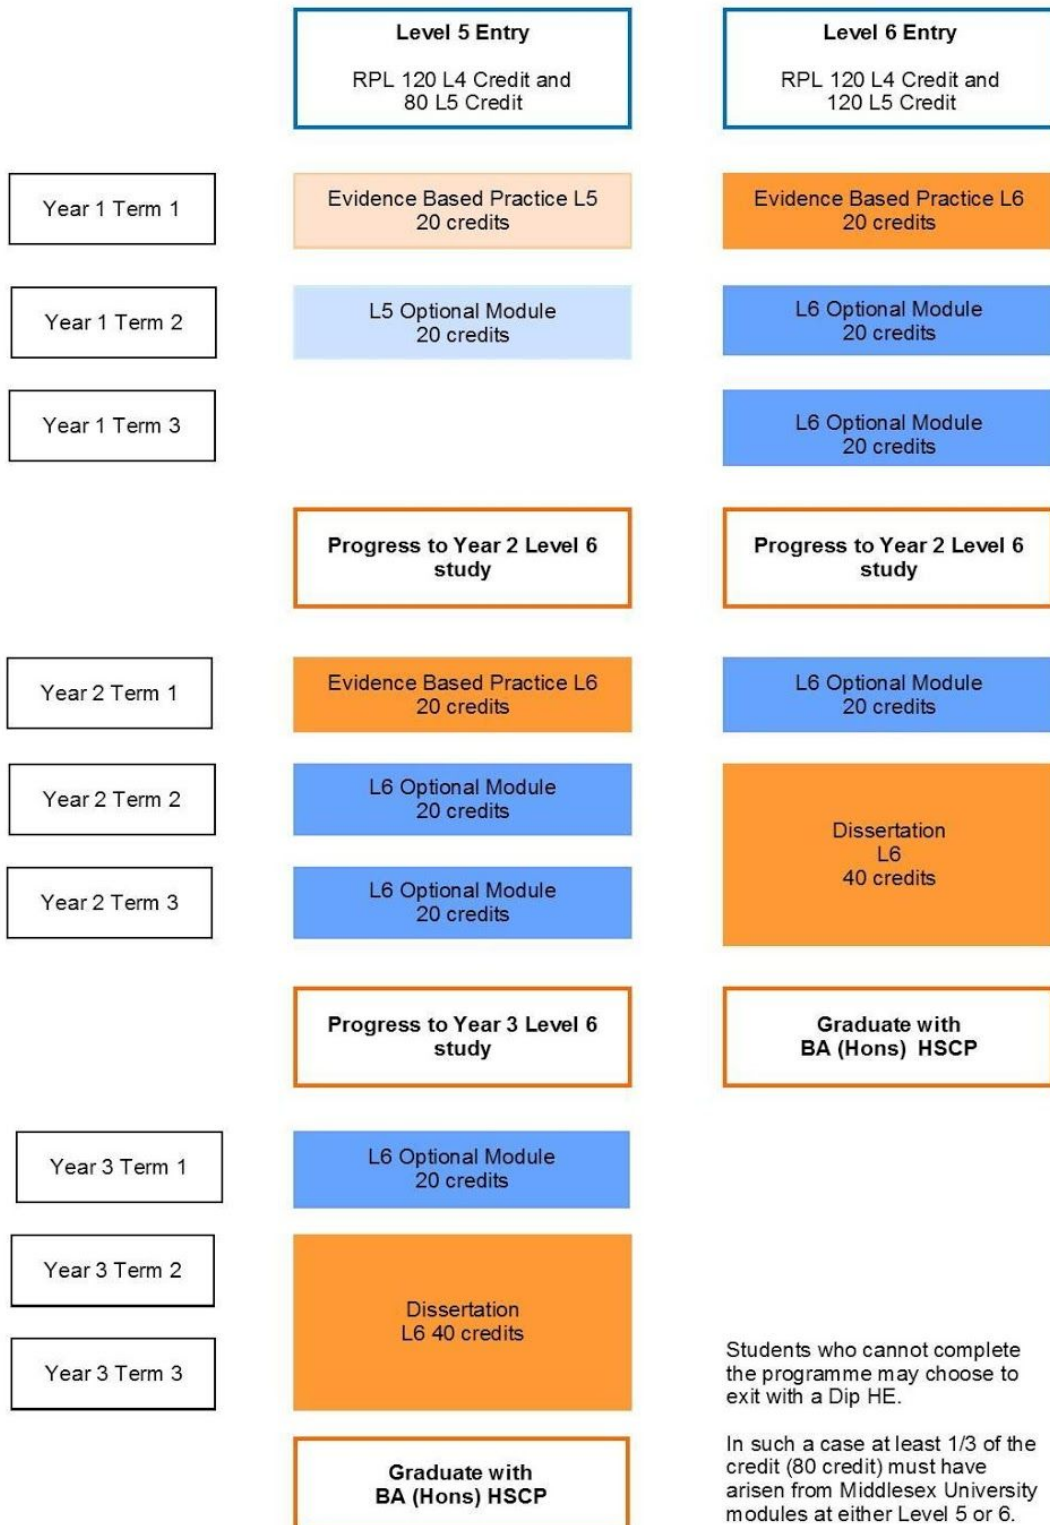 Level 5 Entry
RPL 120 L4 Credit and
80 L5 Credit
Level 6 Entry
RPL 120 L4 Credit and
120 L5 Credit
Year 1 Term 1
Evidence Based Practice L5
20 credits
Evidence Based Practice L6
20 credits
Year 1 Term 2
L5 Optional Module
20 credits
L6 Optional Module
20 credits
Year 1 Term 3
L6 Optional Module
20 credits
Progress to Year 2 Level 6
study
Progress to Year 2 Level 6
study
Year 2 Term 1
Evidence Based Practice L6
20 credits
L6 Optional Module
20 credits
Year 2 Term 2
L6 Optional Module
20 credits
Dissertation
L6
40 credits
Year 2 Term 3
L6 Optional Module
20 credits
Progress to Year 3 Level 6
study
Graduate with
BA (Hons) HSCP
Year 3 Term 1
L6 Optional Module
20 credits
Year 3 Term 2
Dissertation
L6 40 credits
Year 3 Term 3
Graduate with
BA (Hons) HSCP
Students who cannot complete
the programme may choose to
exit with a Dip HE.
In such a case at least 1/3 of the
credit (80 credit) must have
arisen from Middlesex University
modules at either Level 5 or 6.